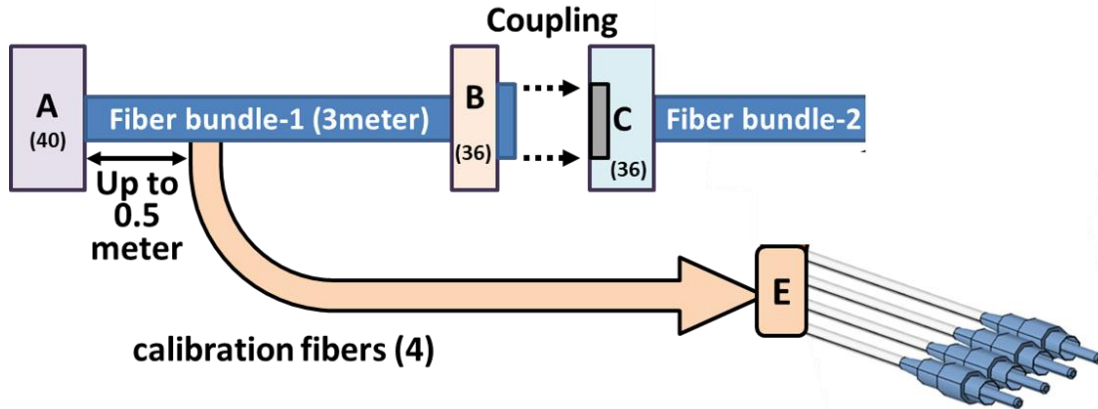 Coupling
A
(40)
Fiber bundle-1 (3meter)
B
(36)
C
(36)
Fiber bundle-2
Up to
0.5
meter
E
calibration fibers (4)